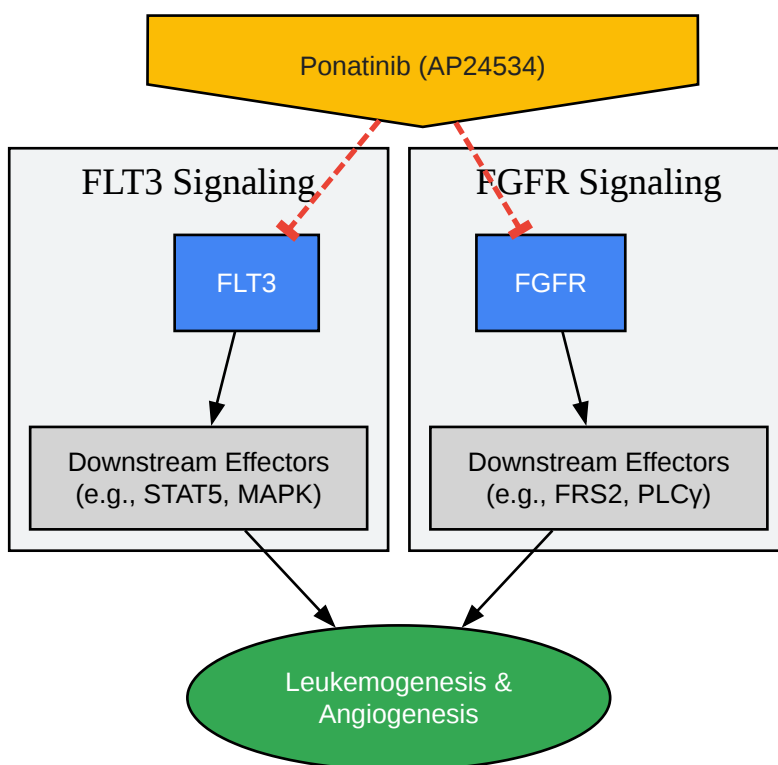 Ponatinib (AP24534)
FLT3 Signaling
FGFR Signaling
FLT3
FGFR
Downstream Effectors
(e.g., STAT5, MAPK)
Downstream Effectors
(e.g., FRS2, PLCγ)
Leukemogenesis &
Angiogenesis